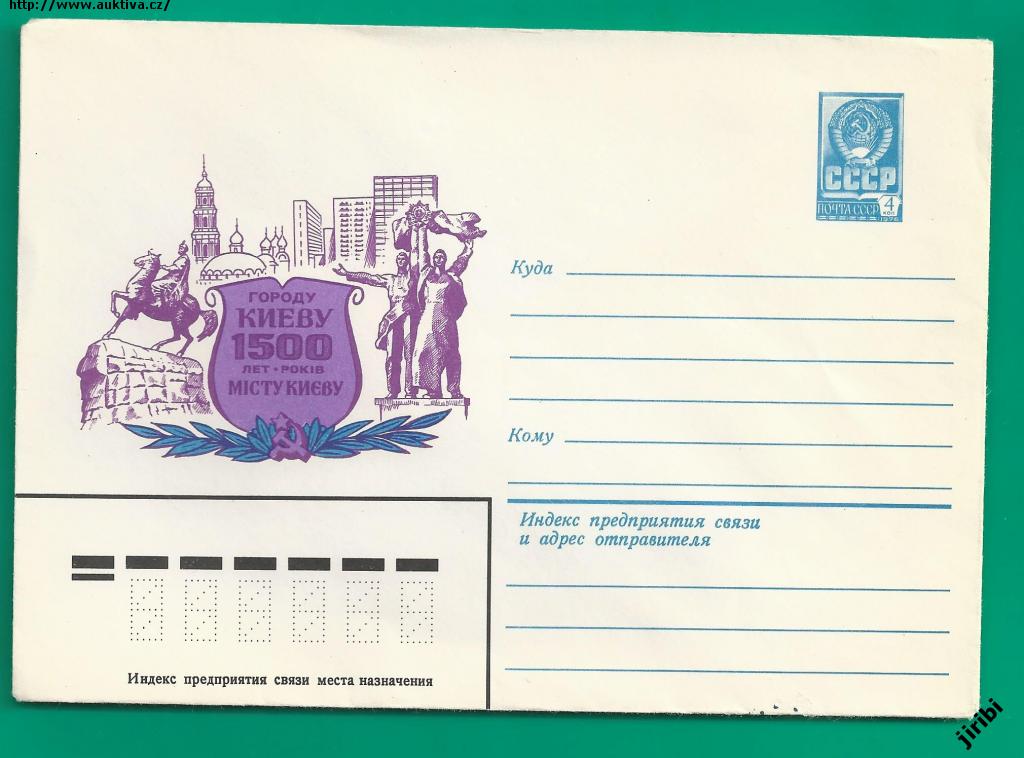 http://www.auktiva.cz/
СССР
ПОЧТА СССР 4 КОП
1976
ГОРОДУ
КИЕВУ
1500
ЛЕТ · РОКІВ
МІСТУ КИЄВУ
Куда
Кому
Индекс предприятия связи
и адрес отправителя
Индекс предприятия связи места назначения
jiribi